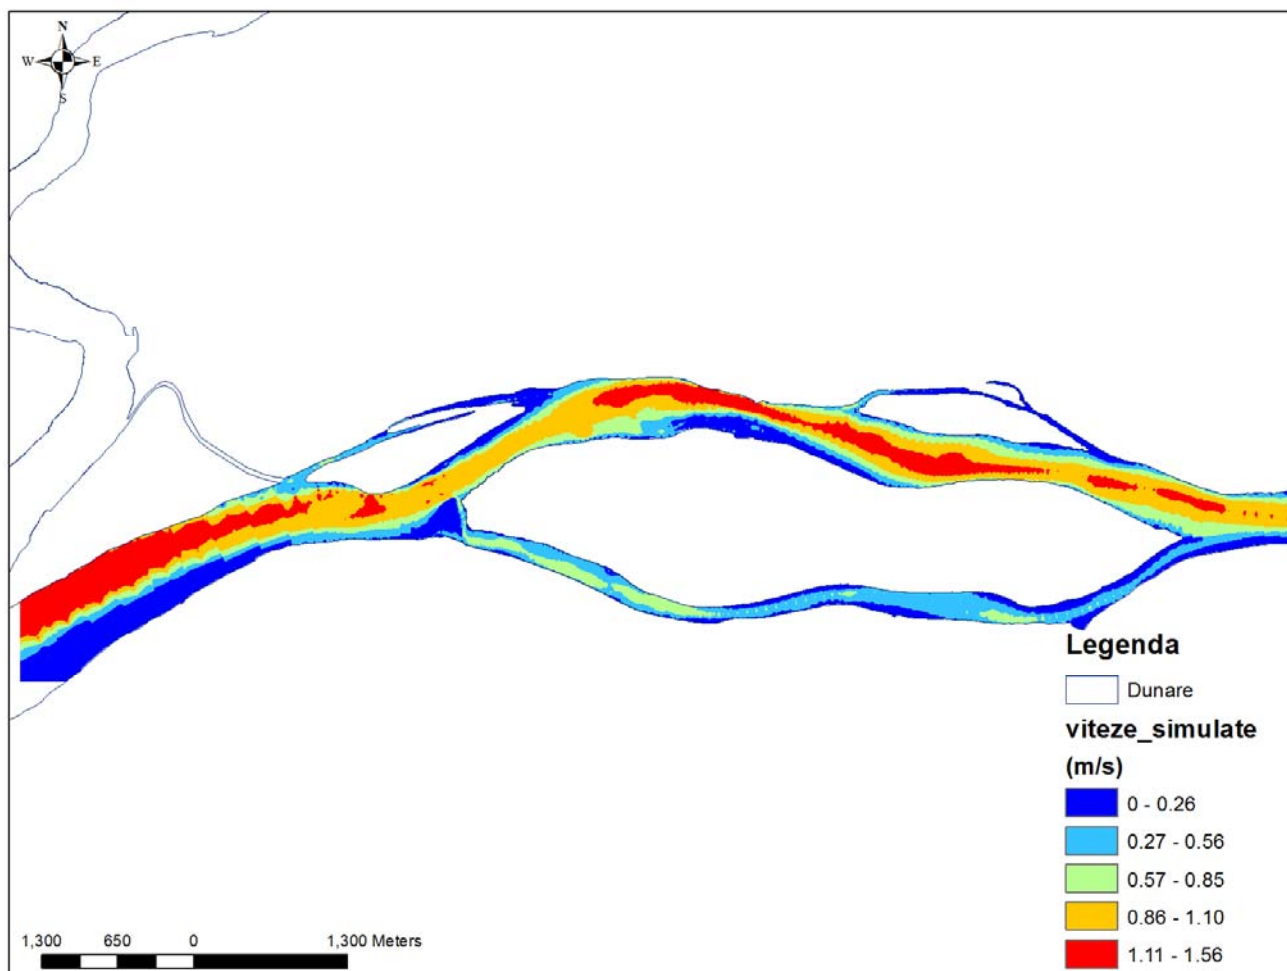 N
W E
S
Legenda
Dunare
viteze_simulate
(m/s)
0 - 0.26
0.27 - 0.56
0.57 - 0.85
0.86 - 1.10
1.11 - 1.56
1,300 650 0 1,300 Meters